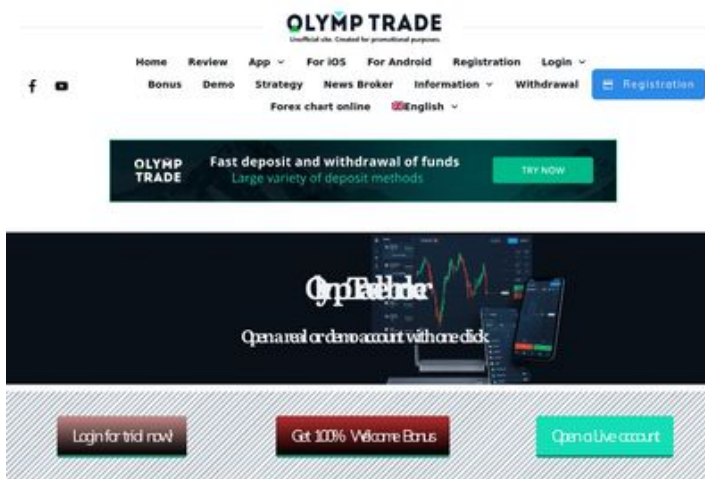 OLYMP TRADE
Unofficial site. Created for promotional purposes.
Home Review App For iOS For Android Registration Login
Bonus Demo Strategy News Broker Information Withdrawal
Registration
Forex chart online English
OLYMP
TRADE
Fast deposit and withdrawal of funds
Large variety of deposit methods
TRY NOW
Open a real or demo account with one click
Login for trial now!
Get 100% Welcome Bonus
Open a Live account